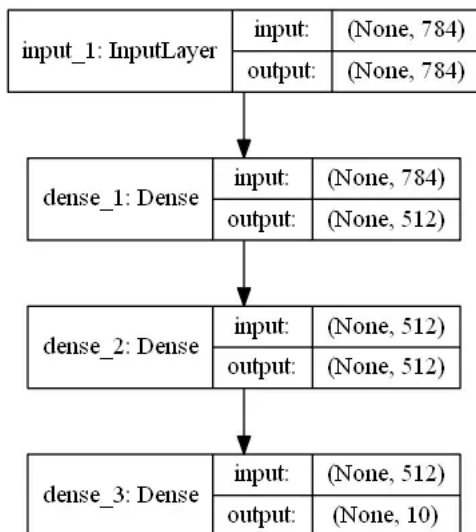 input_1: InputLayer
input: (None, 784)
output: (None, 784)
dense_1: Dense
input: (None, 784)
output: (None, 512)
dense_2: Dense
input: (None, 512)
output: (None, 512)
dense_3: Dense
input: (None, 512)
output: (None, 10)